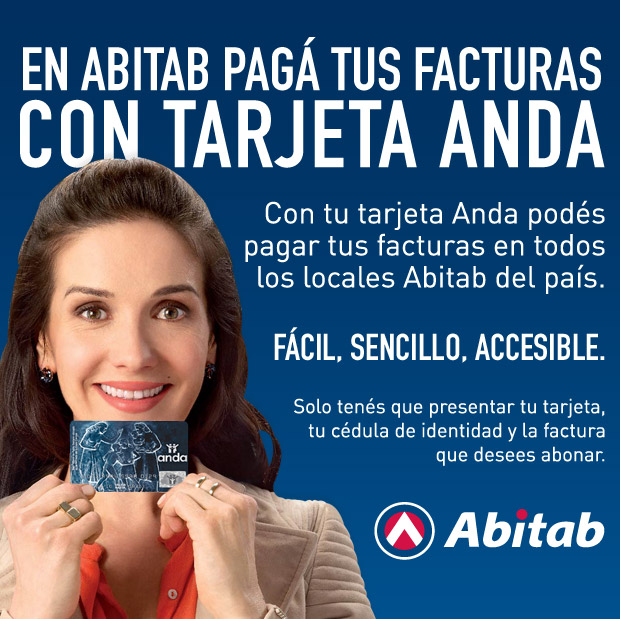 EN ABITAB PAGÁ TUS FACTURAS
CON TARJETA ANDA
Con tu tarjeta Anda podés
pagar tus facturas en todos
los locales Abitab del país.
FÁCIL, SENCILLO, ACCESIBLE.
Solo tenés que presentar tu tarjeta,
tu cédula de identidad y la factura
que desees abonar.
anda
Abitab